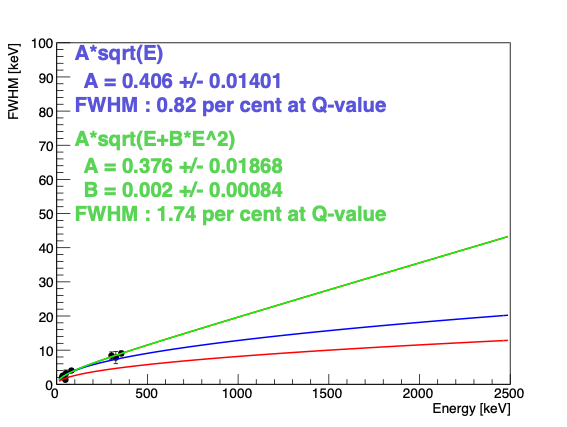 FWHM [keV]
100
90
80
70
60
50
40
30
20
10
0
A*sqrt(E)
A = 0.406 +/- 0.01401
FWHM : 0.82 per cent at Q-value
A*sqrt(E+B*E^2)
A = 0.376 +/- 0.01868
B = 0.002 +/- 0.00084
FWHM : 1.74 per cent at Q-value
0 500 1000 1500 2000 2500
Energy [keV]